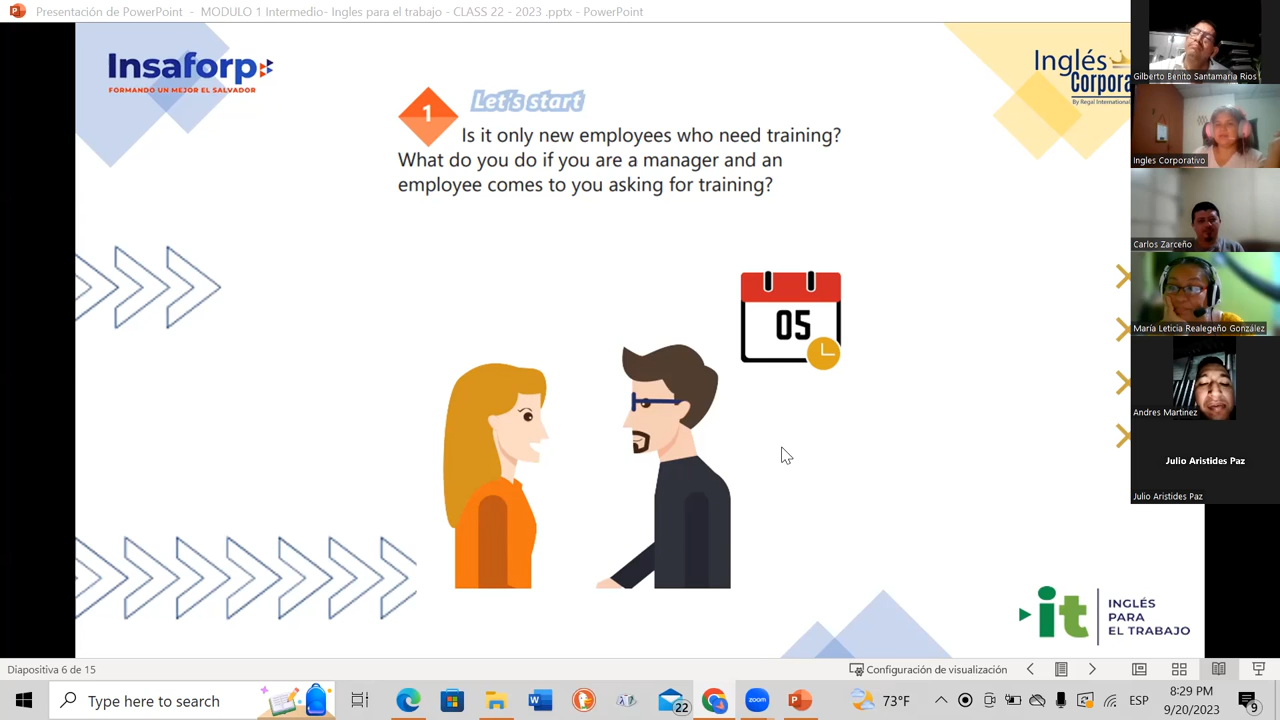 Presentación de PowerPoint - MODULO 1 Intermedio- Ingles para el trabajo - CLASS 22 - 2023 .pptx - PowerPoint
Insaforp
FORMANDO UN MEJOR EL SALVADOR
Inglés
Corpora
By Regal International
1
Let's start
Is it only new employees who need training?
What do you do if you are a manager and an
employee comes to you asking for training?
05
it
INGLÉS
PARA
EL TRABAJO
Gilberto Benito Santamaria Rios
Ingles Corporativo
Carlos Zarceño
María Leticia Realegeño González
Andres Martinez
Julio Aristides Paz
Julio Aristides Paz
Diapositiva 6 de 15
Configuración de visualización
Type here to search
22
zoom
73°F
ESP
8:29 PM
9/20/2023
9